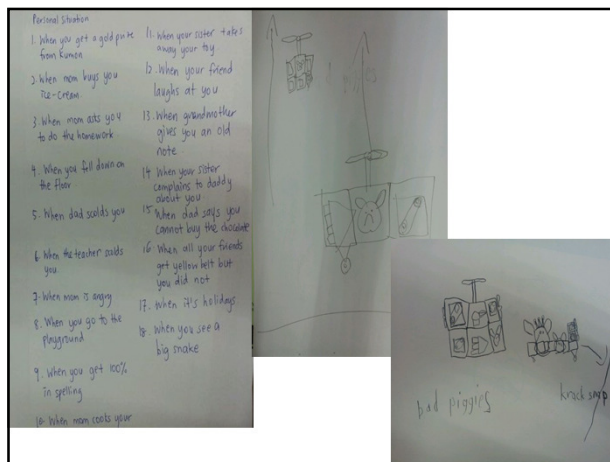 Personal Situation
1. When you get a gold prize
from Kumon
2. When mom buys you
ice-cream.
3. When mom asks you
to do the homework.
4. When you fall down on
the floor
5. When dad scolds you
6. When the teacher scolds
you.
7. When mom is angry
8. When you go to the
playground
9. When you get 100%
in spelling
10. When mom cooks your
11. When your sister takes
away your toy
12. When your friend
laughs at you
13. When grandmother
gives you an old
note.
14. When your sister
complains to daddy
about you
15. When dad says you
cannot buy the chocolate
16. When all your friends
get yellow belt but
you did not
17. When it's holidays
18. When you see a
big snake
bad piggies